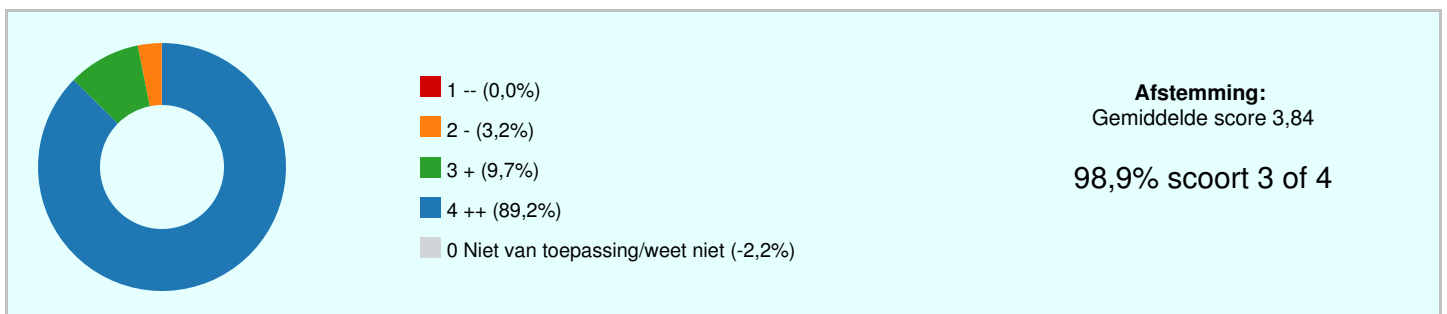 1 -- (0,0%)
2 - (3,2%)
3 + (9,7%)
4 ++ (89,2%)
0 Niet van toepassing/weet niet (-2,2%)
Afstemming:
Gemiddelde score 3,84
98,9% scoort 3 of 4